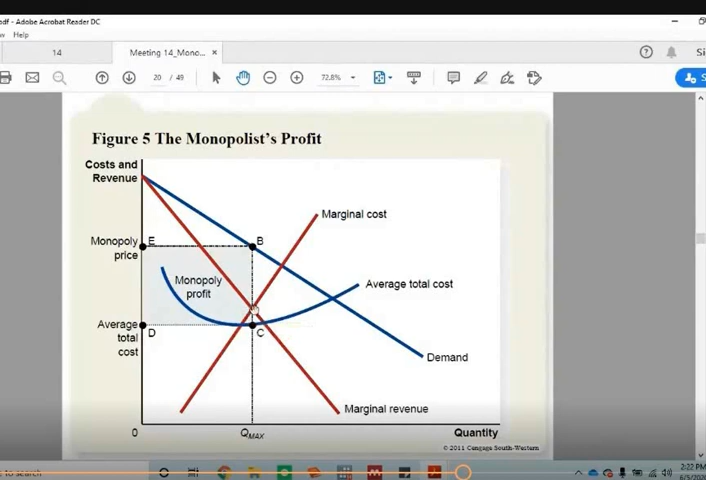 .pdf - Adobe Acrobat Reader DC
w Help
14
Meeting 14_Mono... ×
20 / 49
72.8%
Figure 5 The Monopolist's Profit
Costs and
Revenue
Marginal cost
Monopoly
price
E
B
Monopoly
profit
Average total cost
Average
total
cost
D
C
Demand
Marginal revenue
0
QMAX
Quantity
© 2011 Cengage South-Western
to search
2:22 PM